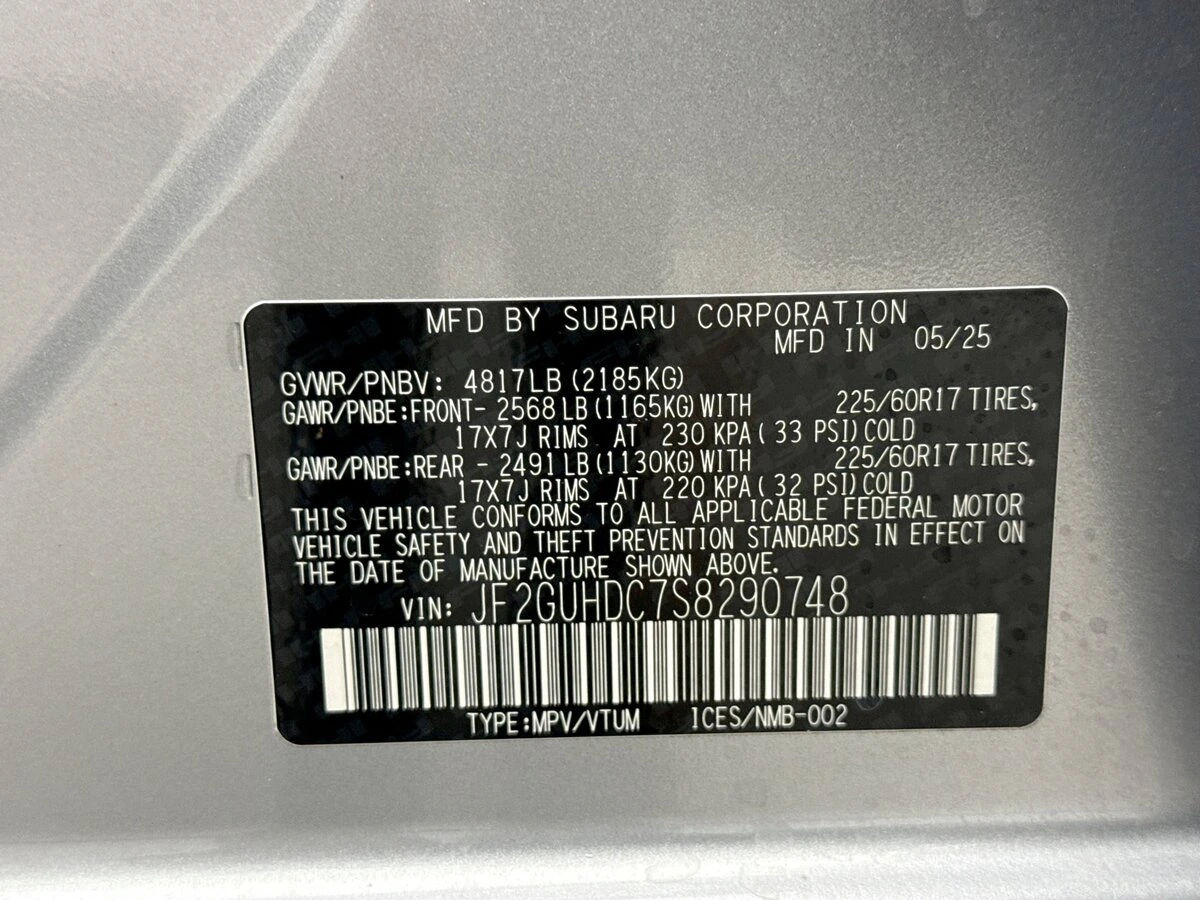 MFD BY SUBARU CORPORATION
MFD IN 05/25
GVWR/PNBV: 4817LB (2185KG)
GAWR/PNBE:FRONT- 2568 LB (1165KG) WITH 225/60R17 TIRES,
17X7J RIMS AT 230 KPA ( 33 PSI) COLD
GAWR/PNBE:REAR - 2491 LB (1130KG) WITH 225/60R17 TIRES,
17X7J RIMS AT 220 KPA ( 32 PSI) COLD
THIS VEHICLE CONFORMS TO ALL APPLICABLE FEDERAL MOTOR
VEHICLE SAFETY AND THEFT PREVENTION STANDARDS IN EFFECT ON
THE DATE OF MANUFACTURE SHOWN ABOVE.
VIN: JF2GUHDC7S8290748
TYPE:MPV/VTUM ICES/NMB-002